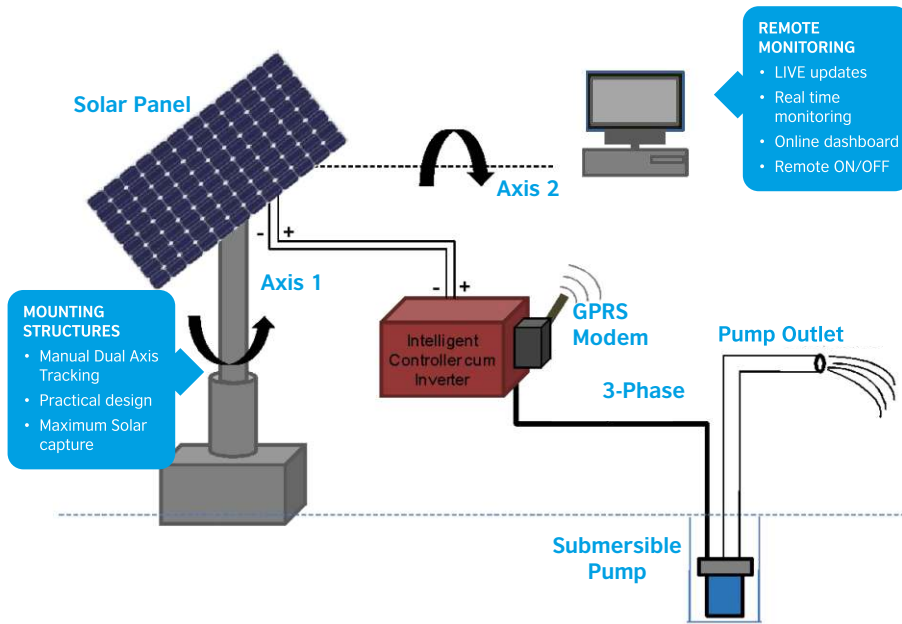 REMOTE
MONITORING
• LIVE updates
• Real time
monitoring
• Online dashboard
• Remote ON/OFF
Solar Panel
Axis 2
- +
Axis 1
- +
MOUNTING
STRUCTURES
• Manual Dual Axis
Tracking
• Practical design
• Maximum Solar
capture
Intelligent
Controllercum
Inverter
GPRS
Modem
Pump Outlet
3-Phase
Submersible
Pump